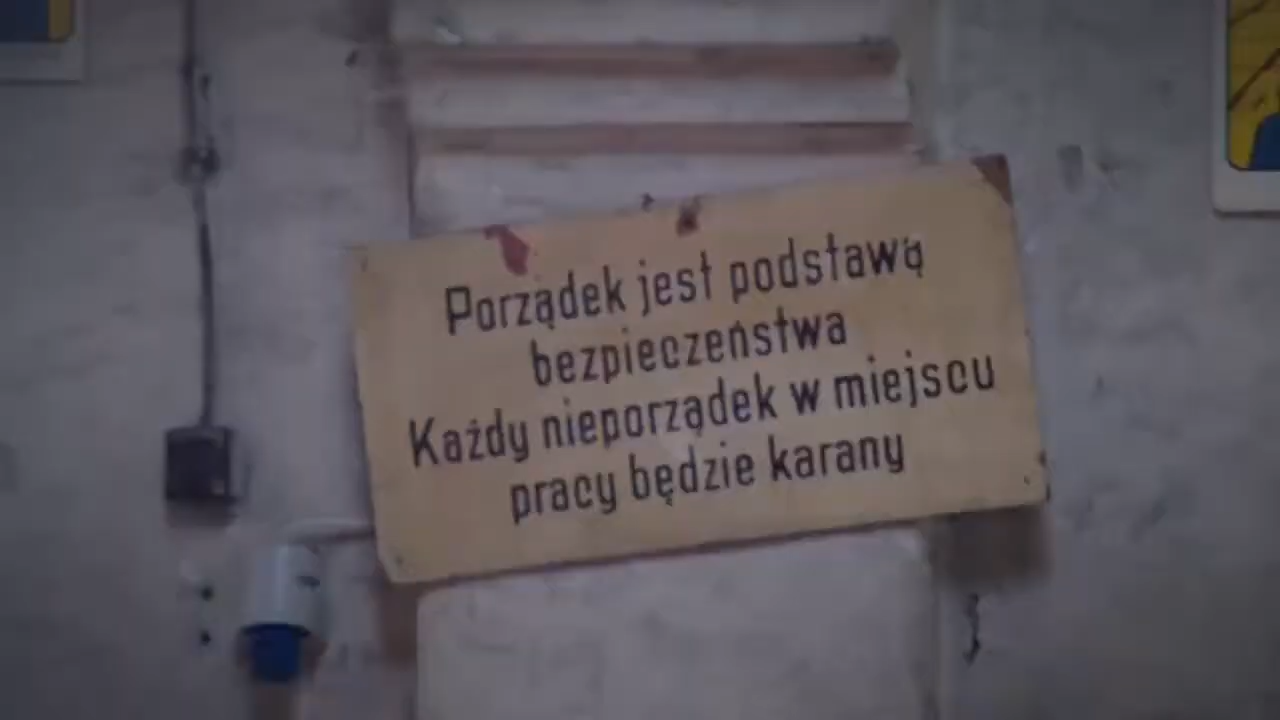 Porządek jest podstawą
bezpieczeństwa
Każdy nieporządek w miejscu
pracy będzie karany